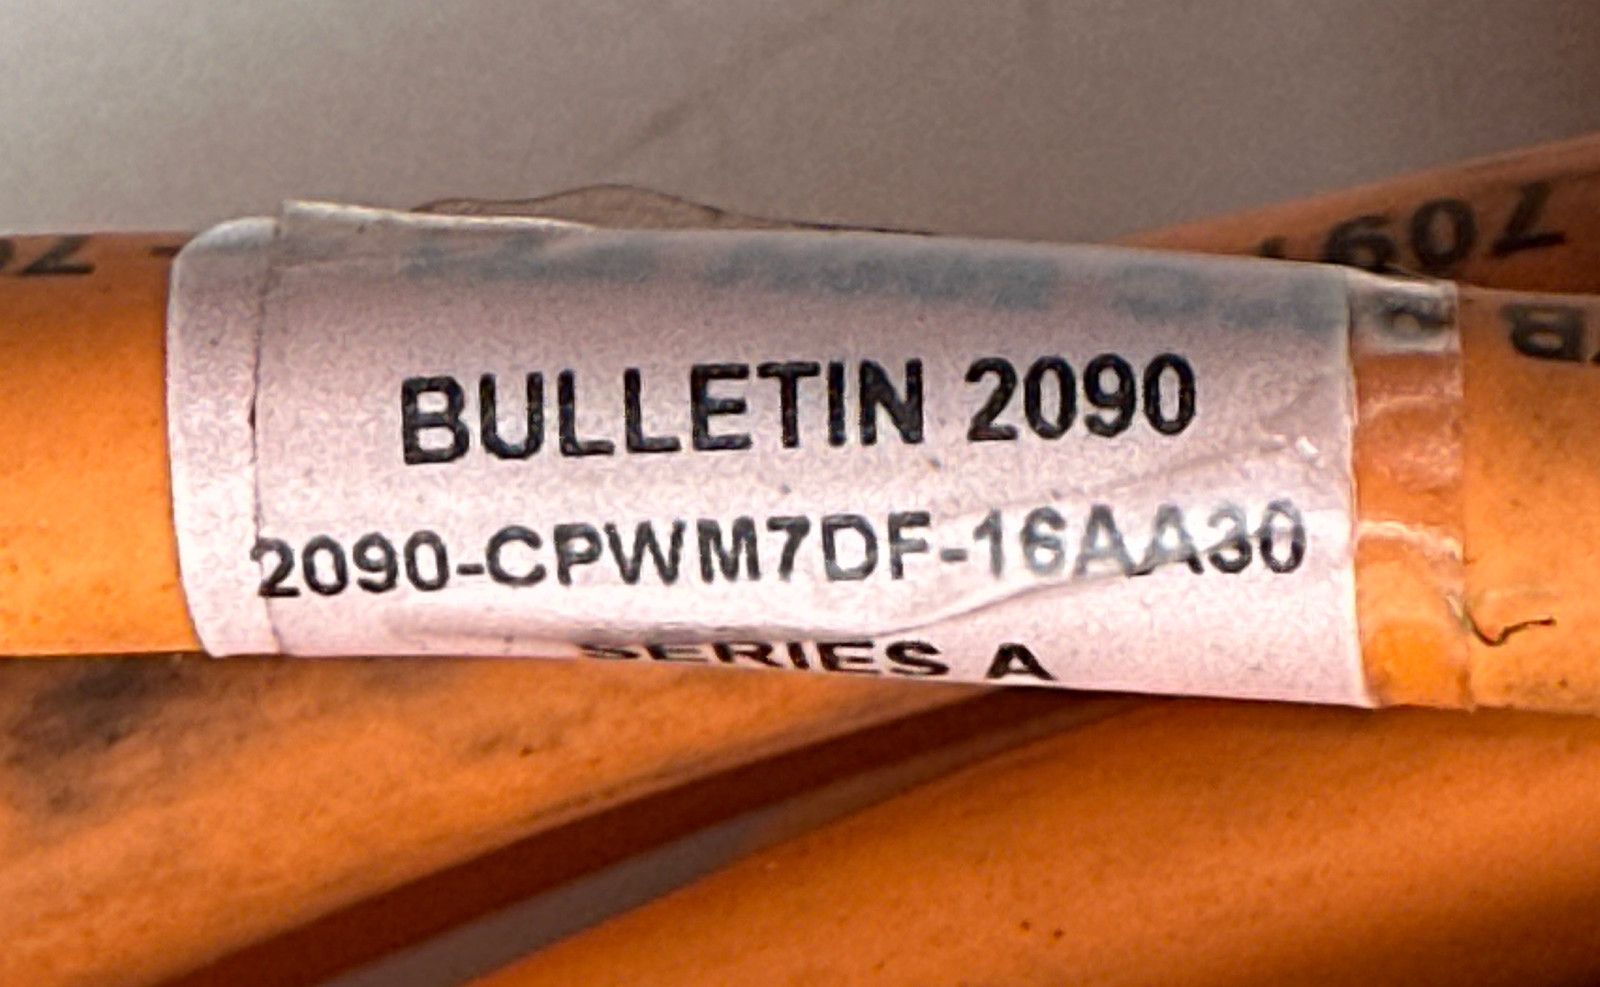 BULLETIN 2090
2090-CPWM7DF-16AA30
SERIES A